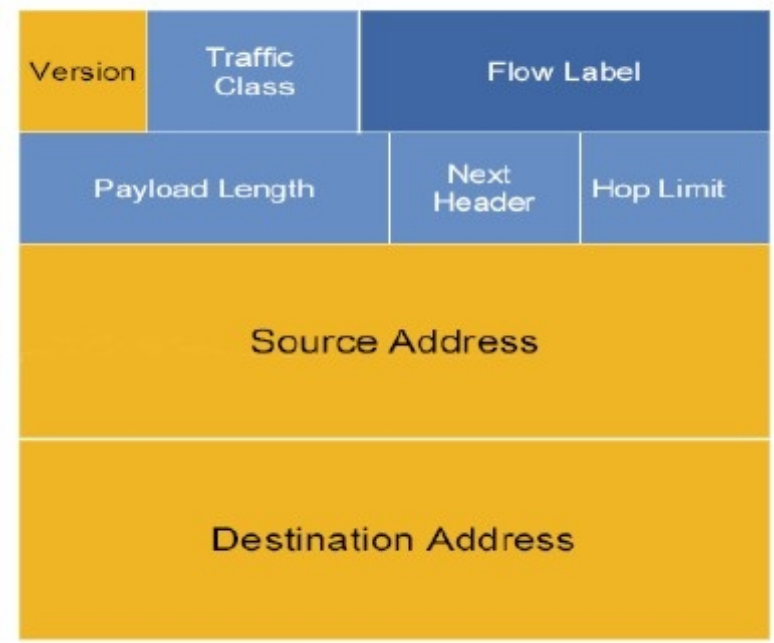 Version
Traffic
Class
Flow Label
Payload Length
Next
Header
Hop Limit
Source Address
Destination Address